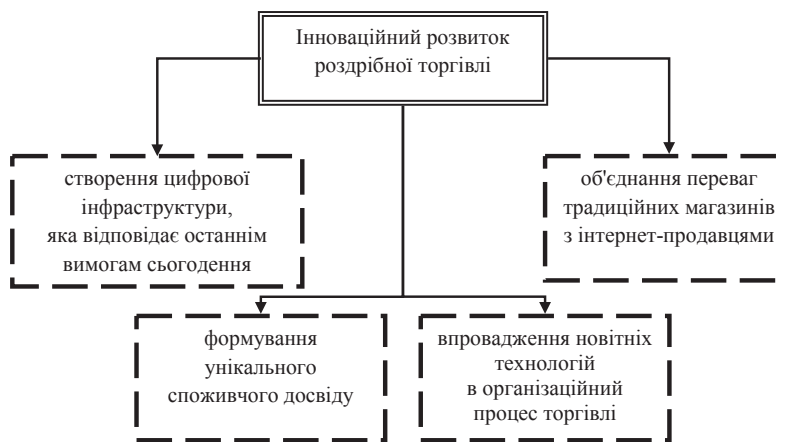 Інноваційний розвиток
роздрібної торгівлі
створення цифрової
інфраструктури,
яка відповідає останнім
вимогам сьогодення
об'єднання переваг
традиційних магазинів
з інтернет-продавцями
формування
унікального
споживчого досвіду
впровадження новітніх
технологій
в організаційний
процес торгівлі